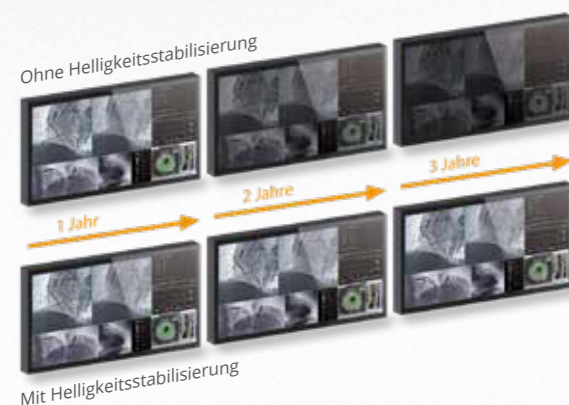 Ohne Helligkeitsstabilisierung
1 Jahr
2 Jahre
3 Jahre
Mit Helligkeitsstabilisierung